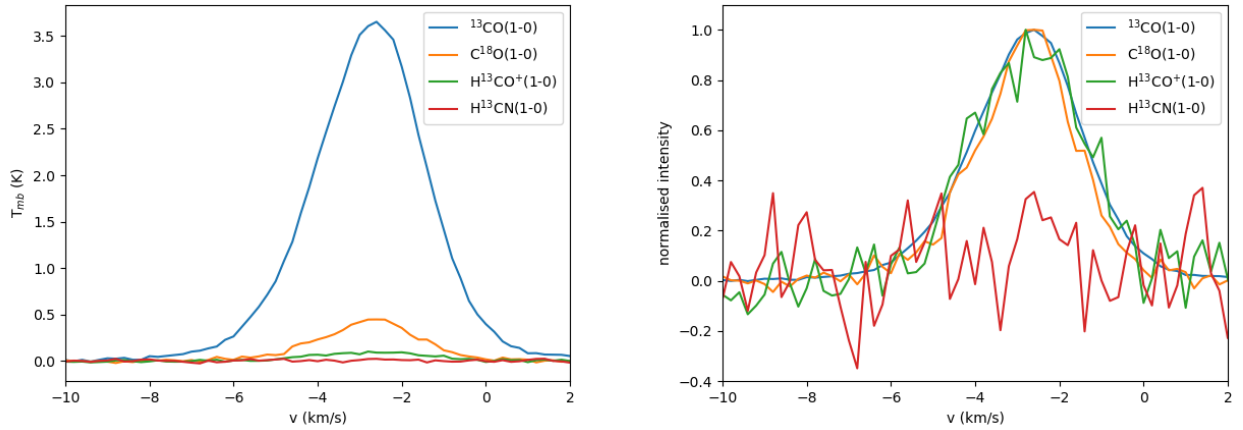 3.5
3.0
2.5
2.0
1.5
1.0
0.5
0.0
T_mb (K)
−10 −8 −6 −4 −2 0 2
v (km/s)
¹³CO(1-0)
C¹⁸O(1-0)
H¹³CO⁺(1-0)
H¹³CN(1-0)
1.0
0.8
0.6
0.4
0.2
0.0
−0.2
−0.4
normalised intensity
−10 −8 −6 −4 −2 0 2
v (km/s)
¹³CO(1-0)
C¹⁸O(1-0)
H¹³CO⁺(1-0)
H¹³CN(1-0)